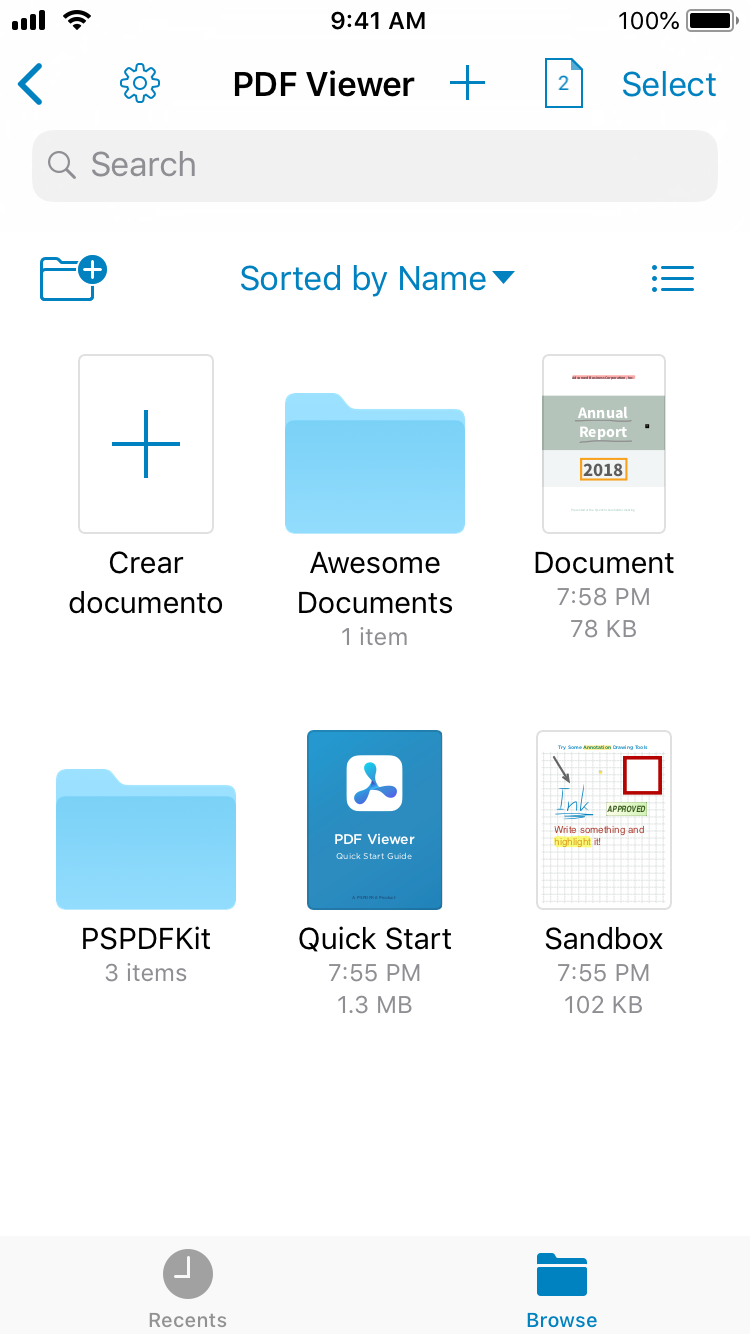 9:41 AM
100%
PDF Viewer
2
Select
Search
Sorted by Name
Annual
Report
2018
Crear
documento
Awesome
Documents
1 item
Document
7:58 PM
78 KB
PDF Viewer
Quick Start Guide
Try Some Annotation Drawing Tools
Ink
APPROVED
Write something and
highlight it!
PSPDFKit
3 items
Quick Start
7:55 PM
1.3 MB
Sandbox
7:55 PM
102 KB
Recents
Browse